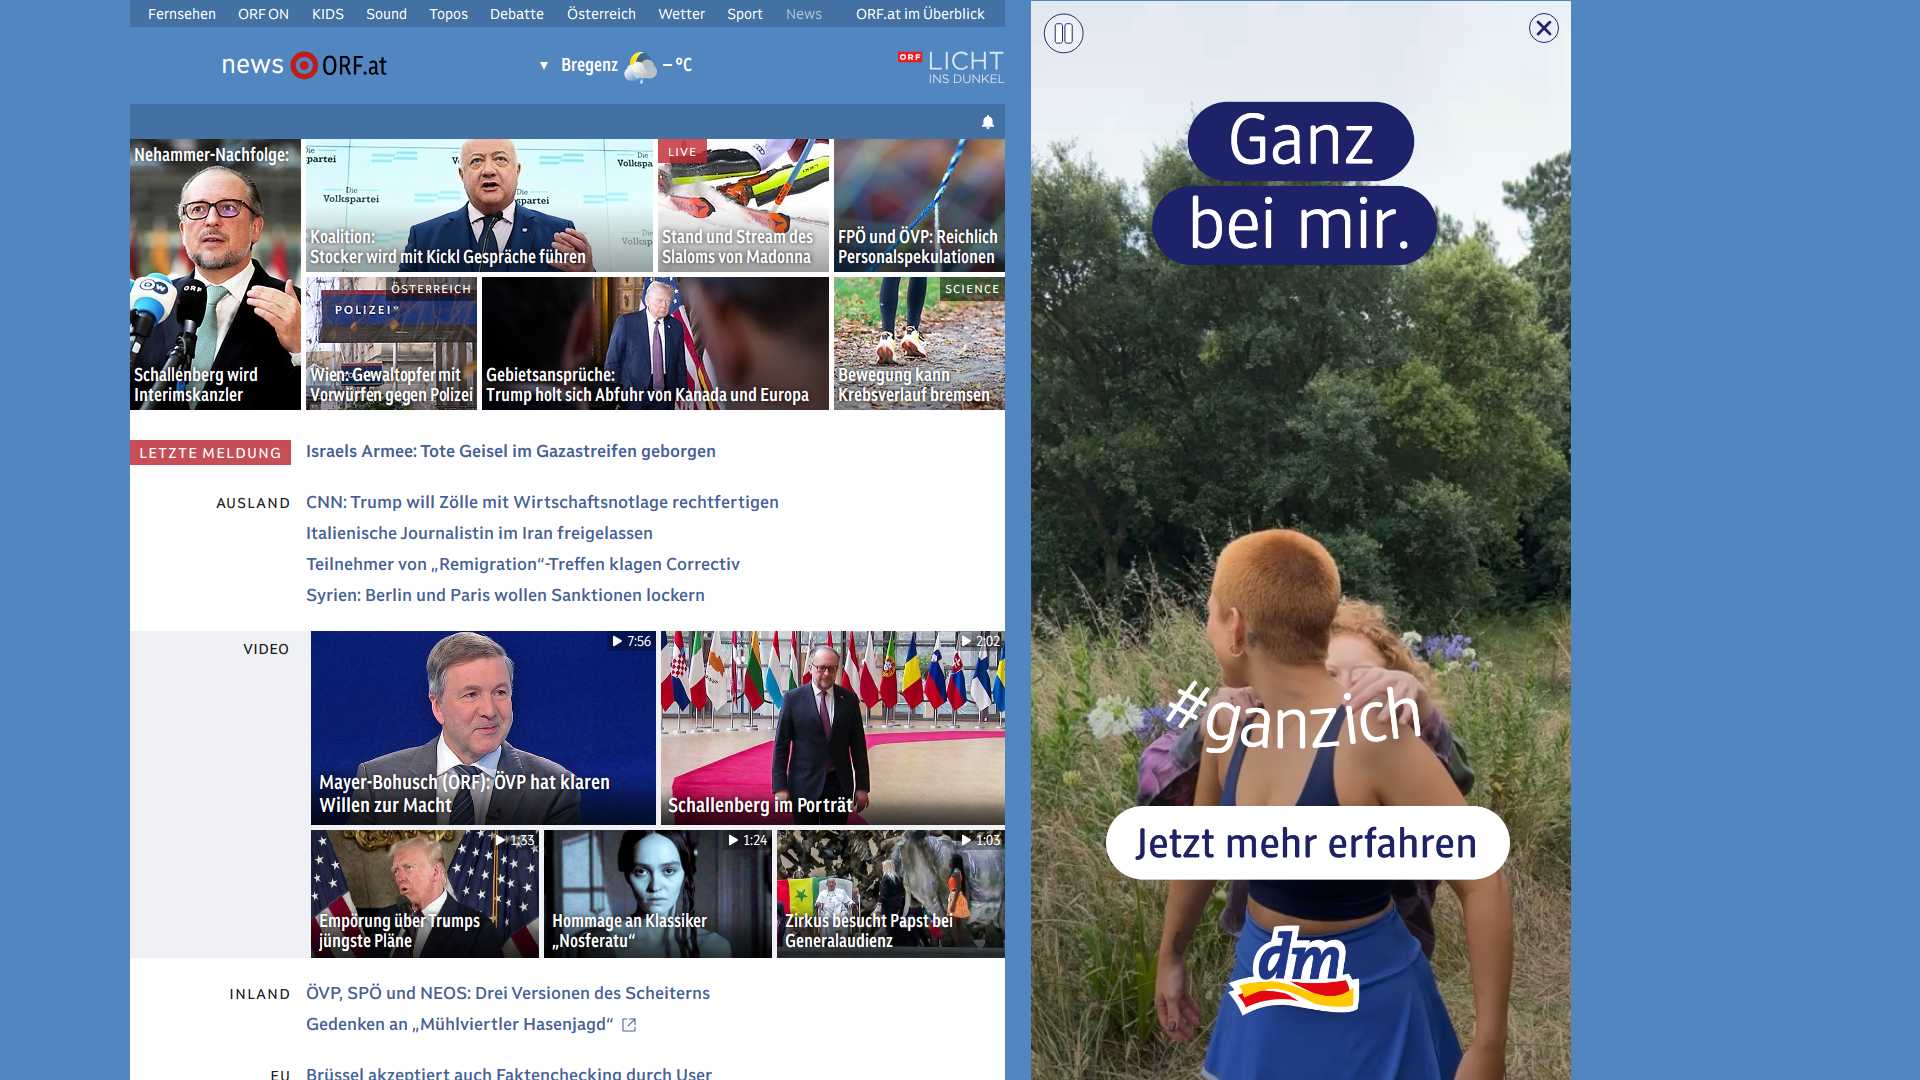 Fernsehen ORF ON KIDS Sound Topos Debatte Österreich Wetter Sport News ORF.at im Überblick
news ORF.at
Bregenz – °C
ORF LICHT
INS DUNKEL
Nehammer-Nachfolge:
Schallenberg wird
Interimskanzler
Die
Volkspartei
Koalition:
Stocker wird mit Kickl Gespräche führen
LIVE
Stand und Stream des
Slaloms von Madonna
FPÖ und ÖVP: Reichlich
Personalspekulationen
ÖSTERREICH
POLIZEI
Wien: Gewaltopfer mit
Vorwürfen gegen Polizei
Gebietsansprüche:
Trump holt sich Abfuhr von Kanada und Europa
SCIENCE
Bewegung kann
Krebsverlauf bremsen
LETZTE MELDUNG
Israels Armee: Tote Geisel im Gazastreifen geborgen
AUSLAND
CNN: Trump will Zölle mit Wirtschaftsnotlage rechtfertigen
Italienische Journalistin im Iran freigelassen
Teilnehmer von „Remigration“-Treffen klagen Correctiv
Syrien: Berlin und Paris wollen Sanktionen lockern
VIDEO
7:56
Mayer-Bohusch (ORF): ÖVP hat klaren
Willen zur Macht
2:02
Schallenberg im Porträt
1:33
Empörung über Trumps
jüngste Pläne
1:24
Hommage an Klassiker
„Nosferatu“
1:03
Zirkus besucht Papst bei
Generalaudienz
INLAND
ÖVP, SPÖ und NEOS: Drei Versionen des Scheiterns
Gedenken an „Mühlviertler Hasenjagd“
EU
Brüssel akzeptiert auch Faktenchecking durch User
Ganz
bei mir.
#ganzich
Jetzt mehr erfahren
dm